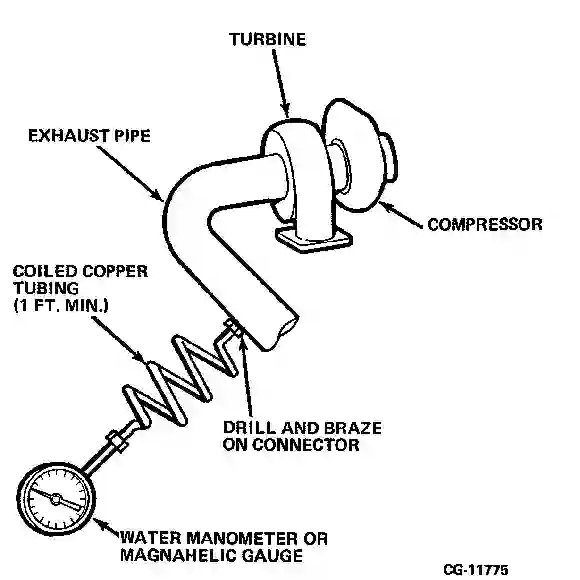 TURBINE
EXHAUST PIPE
COMPRESSOR
COILED COPPER
TUBING
(1 FT. MIN.)
DRILL AND BRAZE
ON CONNECTOR
WATER MANOMETER OR
MAGNAHELIC GAUGE
CG-11775